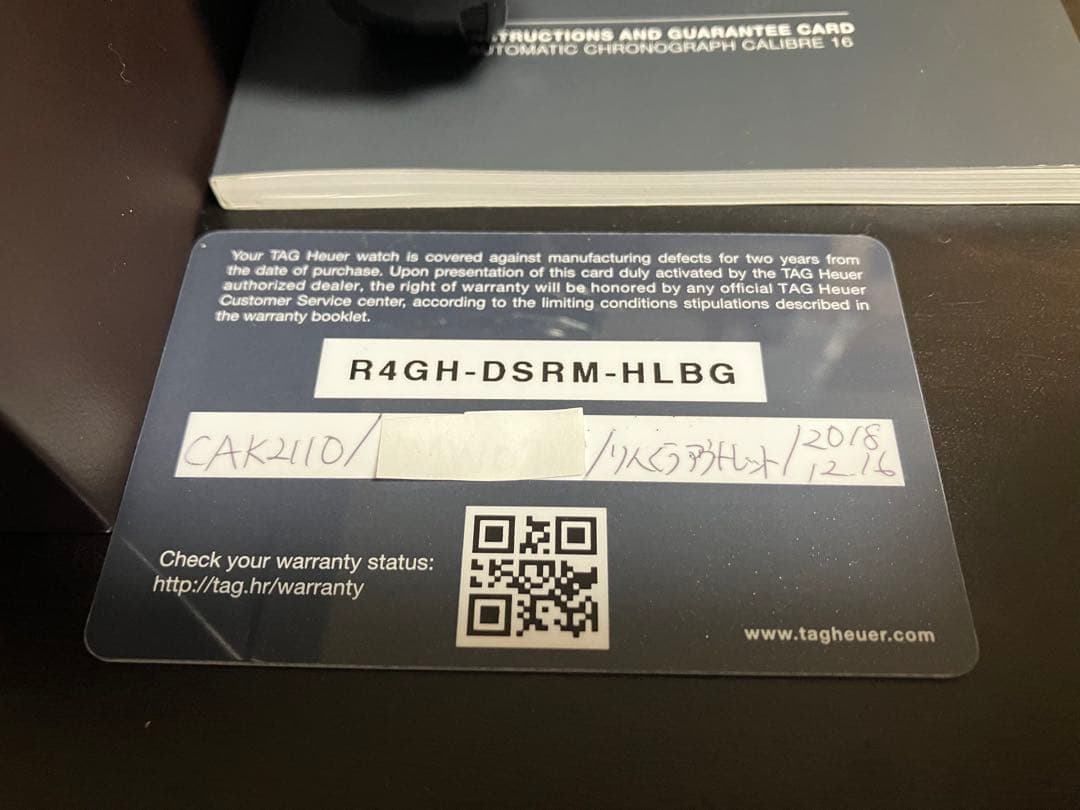 INSTRUCTIONS AND GUARANTEE CARD
AUTOMATIC CHRONOGRAPH CALIBRE 16
Your TAG Heuer watch is covered against manufacturing defects for two years from
the date of purchase. Upon presentation of this card duly activated by the TAG Heuer
authorized dealer, the right of warranty will be honored by any official TAG Heuer
Customer Service center, according to the limiting conditions stipulations described in
the warranty booklet.
R4GH-DSRM-HLBG
CAK2110/ /りんくうアウトレット/2018
12.16
Check your warranty status:
http://tag.hr/warranty
www.tagheuer.com